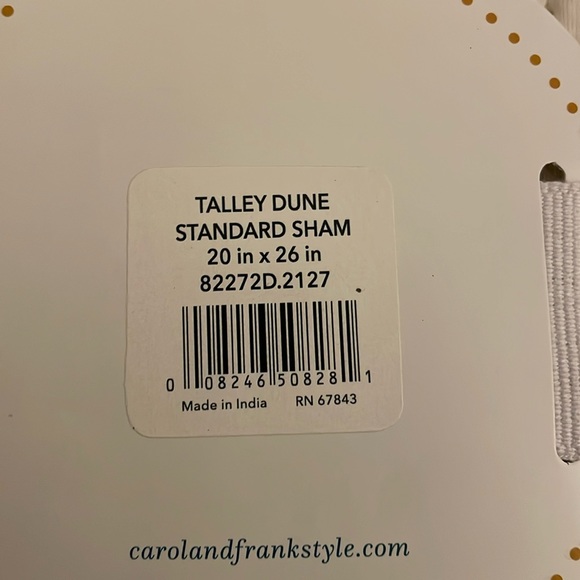 TALLEY DUNE
STANDARD SHAM
20 in x 26 in
82272D.2127
0 08246 50828 1
Made in India RN 67843
carolandfrankstyle.com